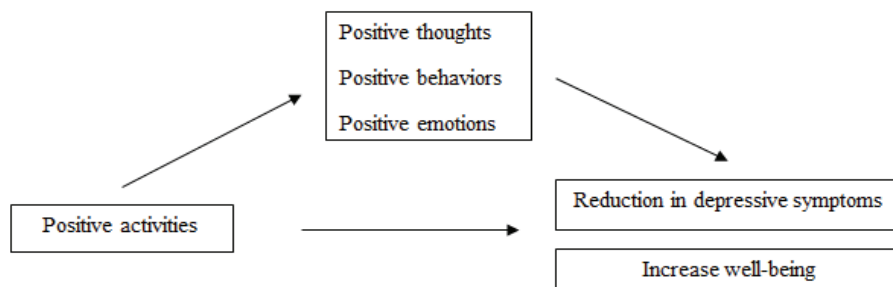 Positive thoughts
Positive behaviors
Positive emotions
Positive activities
Reduction in depressive symptoms
Increase well-being